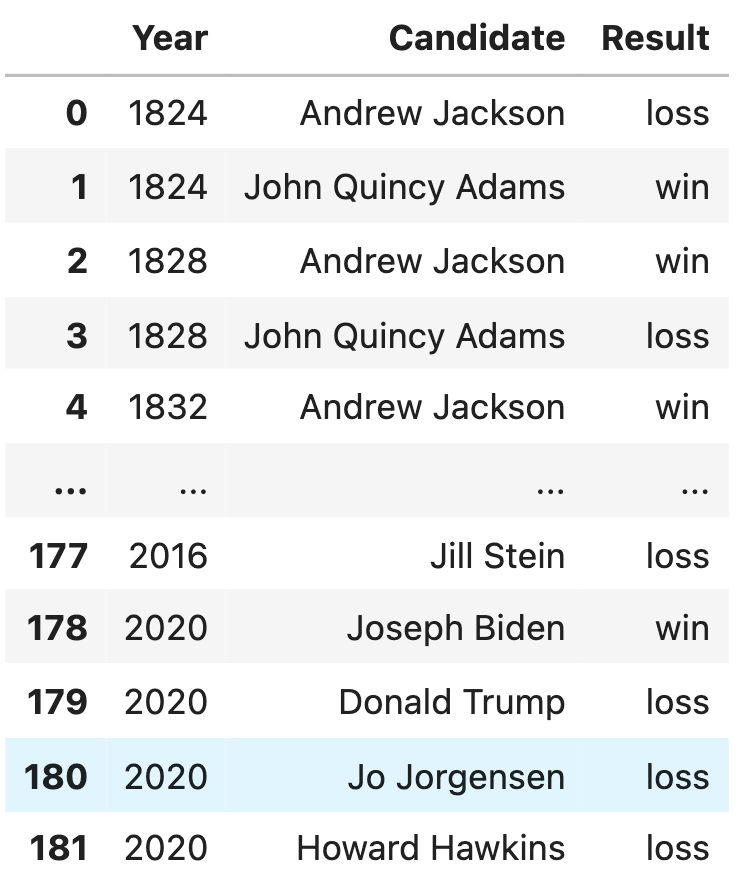 Year Candidate Result
0 1824 Andrew Jackson loss
1 1824 John Quincy Adams win
2 1828 Andrew Jackson win
3 1828 John Quincy Adams loss
4 1832 Andrew Jackson win
... ... ... ...
177 2016 Jill Stein loss
178 2020 Joseph Biden win
179 2020 Donald Trump loss
180 2020 Jo Jorgensen loss
181 2020 Howard Hawkins loss